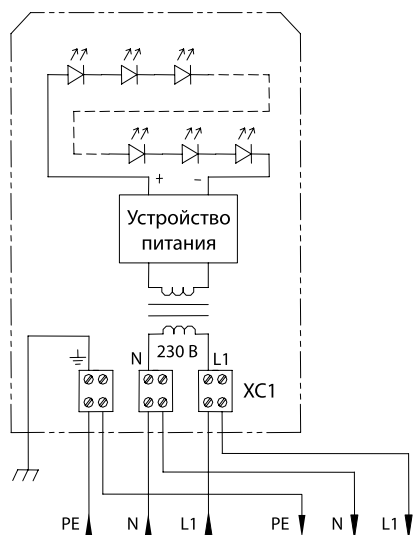 + −
Устройство
питания
N 230 В L1
XC1
PE N L1 PE N L1